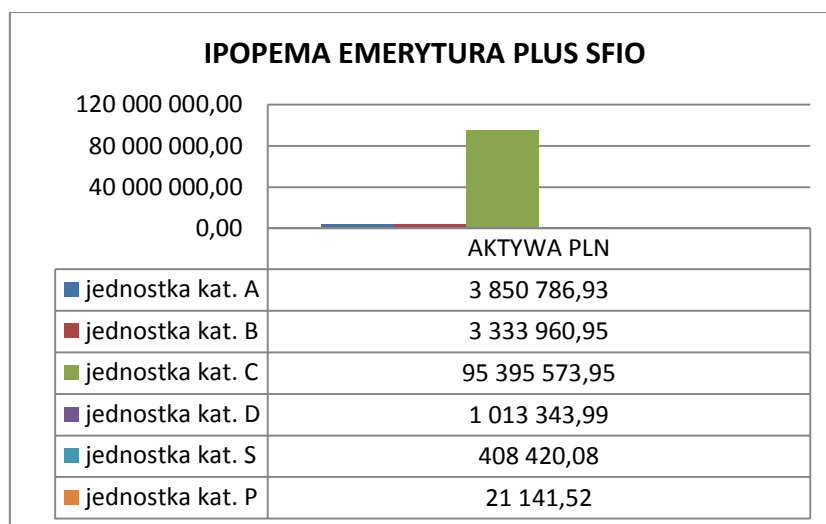 IPOPEMA EMERYTURA PLUS SFIO
120 000 000,00
80 000 000,00
40 000 000,00
0,00
AKTYWA PLN
jednostka kat. A 3 850 786,93
jednostka kat. B 3 333 960,95
jednostka kat. C 95 395 573,95
jednostka kat. D 1 013 343,99
jednostka kat. S 408 420,08
jednostka kat. P 21 141,52